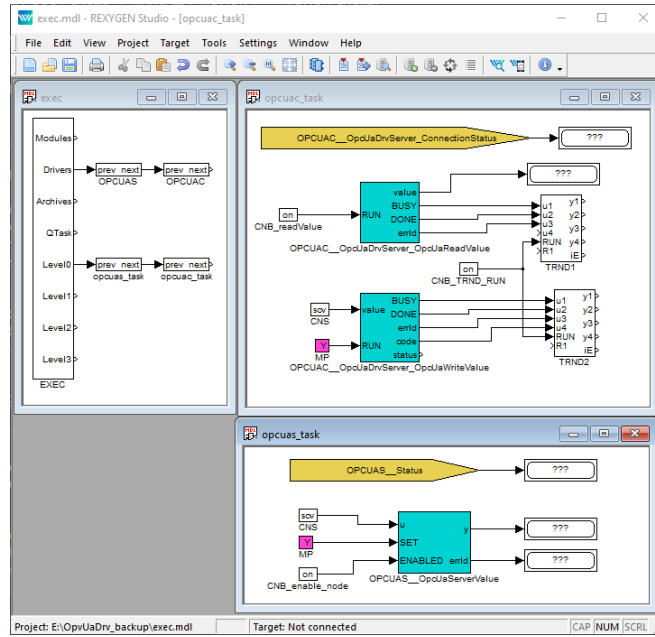 exec.mdl - REXYGEN Studio - [opcuac_task]
File Edit View Project Target Tools Settings Window Help
exec
Modules
Drivers
prev next
OPCUAS
prev next
OPCUAC
Archives
QTask
Level0
prev next
opcuas_task
prev next
opcuac_task
Level1
Level2
Level3
EXEC
opcuac_task
OPCUAC__OpcUaDrvServer_ConnectionStatus
???
on
CNB_readValue
RUN
value
BUSY
DONE
errId
OPCUAC__OpcUaDrvServer_OpcUaReadValue
???
u1 y1
u2 y2
u3 y3
u4 y4
RUN
R1 iE
TRND1
on
CNB_TRND_RUN
scv
CNS
Y
MP
value
RUN
BUSY
DONE
errId
code
status
OPCUAC__OpcUaDrvServer_OpcUaWriteValue
u1 y1
u2 y2
u3 y3
u4 y4
RUN
R1 iE
TRND2
opcuas_task
OPCUAS__Status
???
scv
CNS
Y
MP
on
CNB_enable_node
u
SET
ENABLED
y
errId
OPCUAS__OpcUaServerValue
???
???
Project: E:\OpvUaDrv_backup\exec.mdl
Target: Not connected
CAP NUM SCRL